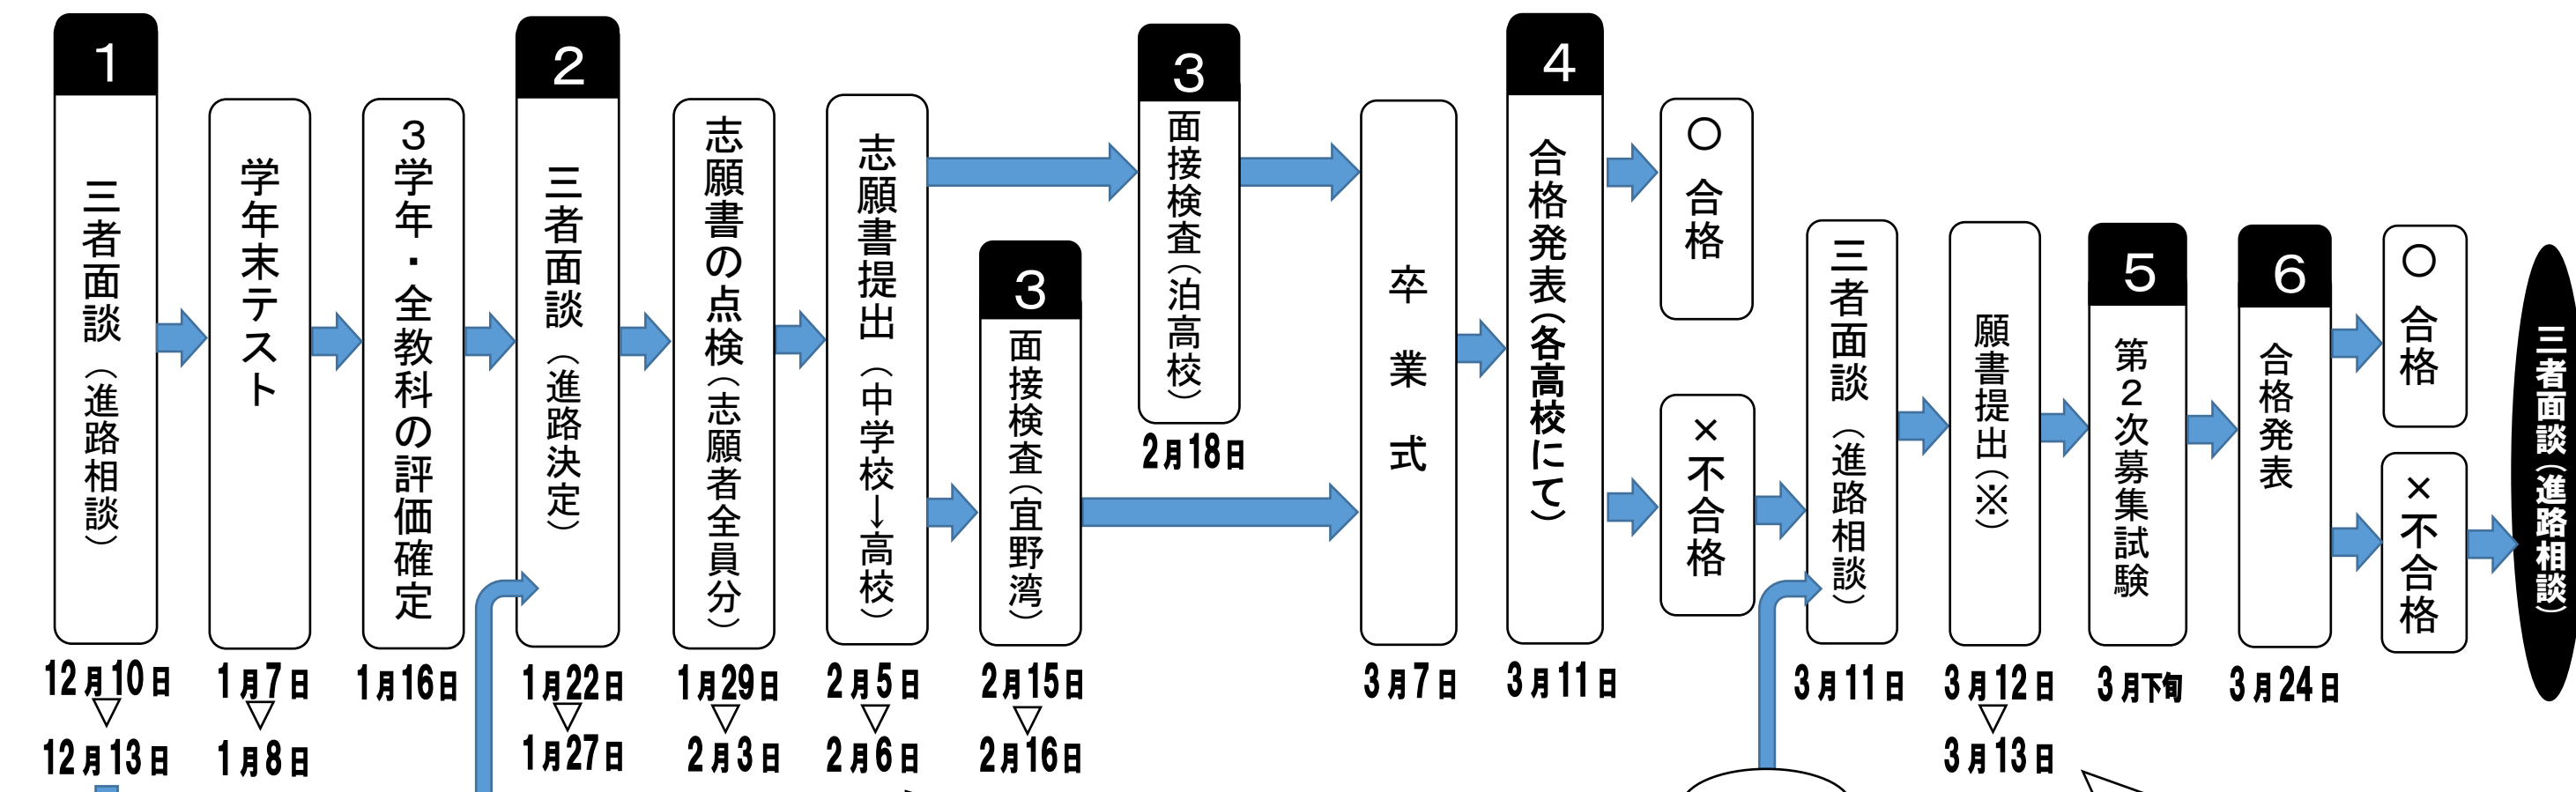 1
三者面談（進路相談）
12月10日
▽
12月13日
学年末テスト
1月7日
▽
1月8日
３学年・全教科の評価確定
1月16日
2
三者面談（進路決定）
1月22日
▽
1月27日
志願書の点検（志願者全員分）
1月29日
▽
2月3日
志願書提出（中学校→高校）
2月5日
▽
2月6日
3
面接検査（宜野湾）
2月15日
▽
2月16日
3
面接検査（泊高校）
2月18日
卒業式
3月7日
4
合格発表（各高校にて）
3月11日
○合格
×不合格
三者面談（進路相談）
3月11日
願書提出（※）
3月12日
▽
3月13日
5
第２次募集試験
3月下旬
6
合格発表
3月24日
○合格
×不合格
三者面談（進路相談）